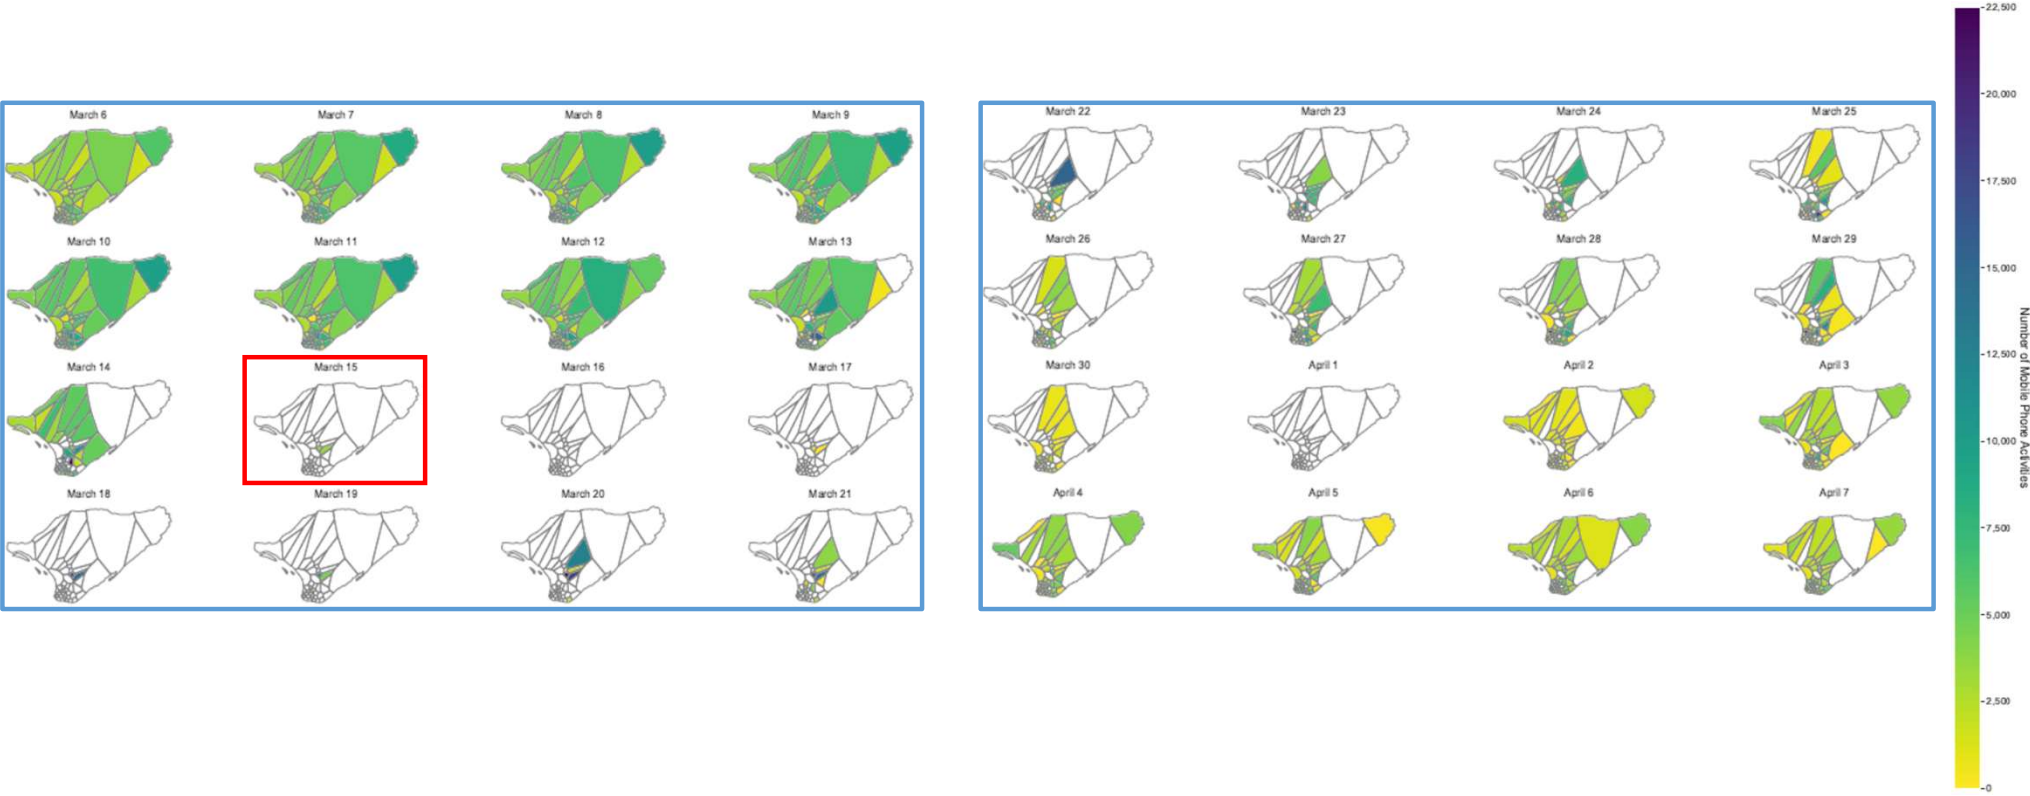 March 6
March 7
March 8
March 9
March 10
March 11
March 12
March 13
March 14
March 15
March 16
March 17
March 18
March 19
March 20
March 21
March 22
March 23
March 24
March 25
March 26
March 27
March 28
March 29
March 30
April 1
April 2
April 3
April 4
April 5
April 6
April 7
22,500
20,000
17,500
15,000
12,500
10,000
7,500
5,000
2,500
0
Number of Mobile Phone Activities